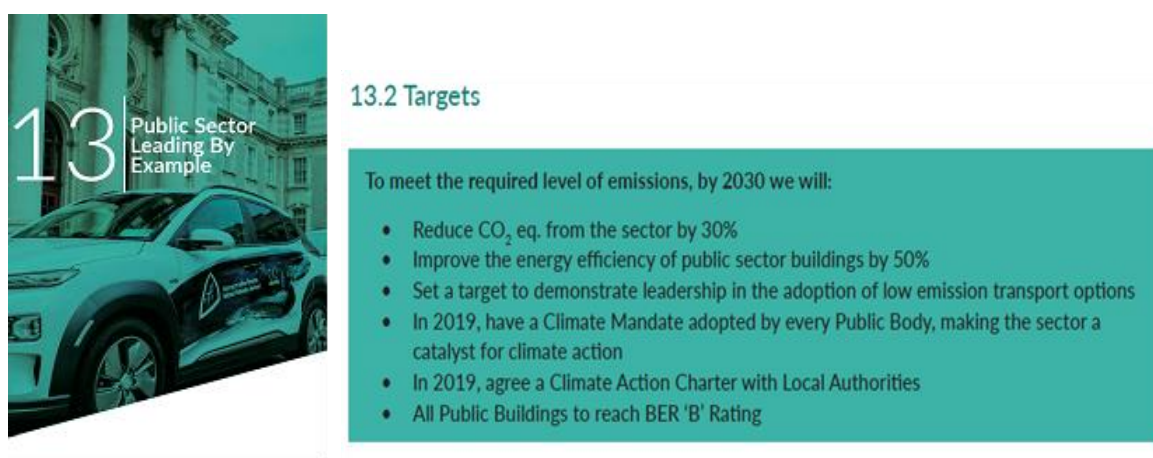 13
Public Sector
Leading By
Example
13.2 Targets
To meet the required level of emissions, by 2030 we will:
• Reduce CO₂ eq. from the sector by 30%
• Improve the energy efficiency of public sector buildings by 50%
• Set a target to demonstrate leadership in the adoption of low emission transport options
• In 2019, have a Climate Mandate adopted by every Public Body, making the sector a
catalyst for climate action
• In 2019, agree a Climate Action Charter with Local Authorities
• All Public Buildings to reach BER ‘B’ Rating